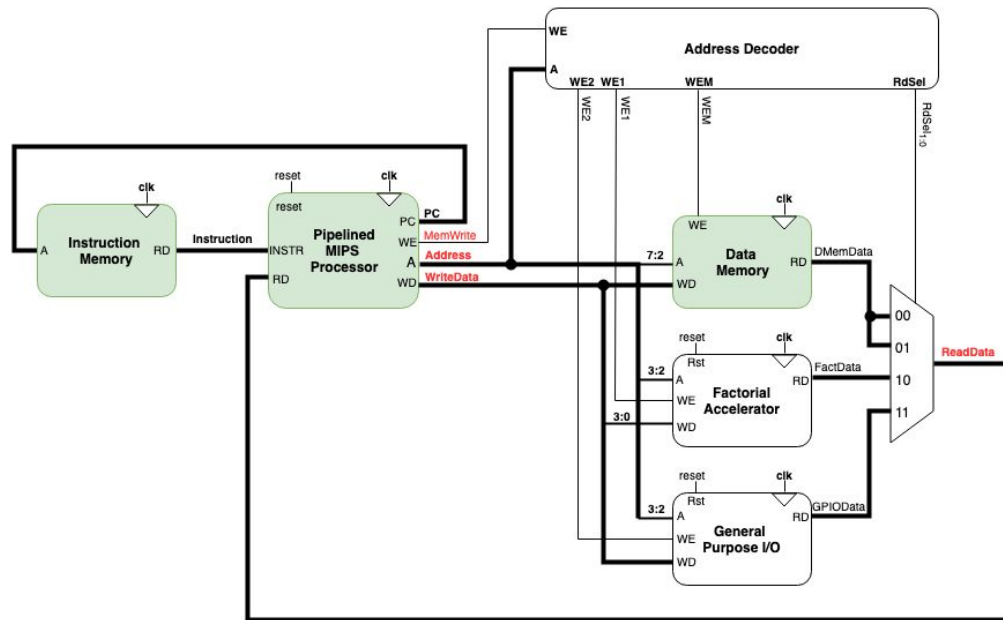 WE
Address Decoder
A
WE2 WE1 WEM RdSel
WE2
WE1
WEM
RdSel1:0
clk
A
Instruction
Memory
RD
Instruction
reset
clk
reset
Pipelined
MIPS
Processor
INSTR
RD
PC
WE
A
WD
PC
MemWrite
Address
WriteData
clk
WE
7:2
A
Data
Memory
RD
WD
DMemData
00
01
10
11
ReadData
reset
clk
Rst
3:2
A
RD
FactData
Factorial
Accelerator
WE
3:0
WD
reset
clk
Rst
3:2
A
RD
GPIOData
General
Purpose I/O
WE
WD